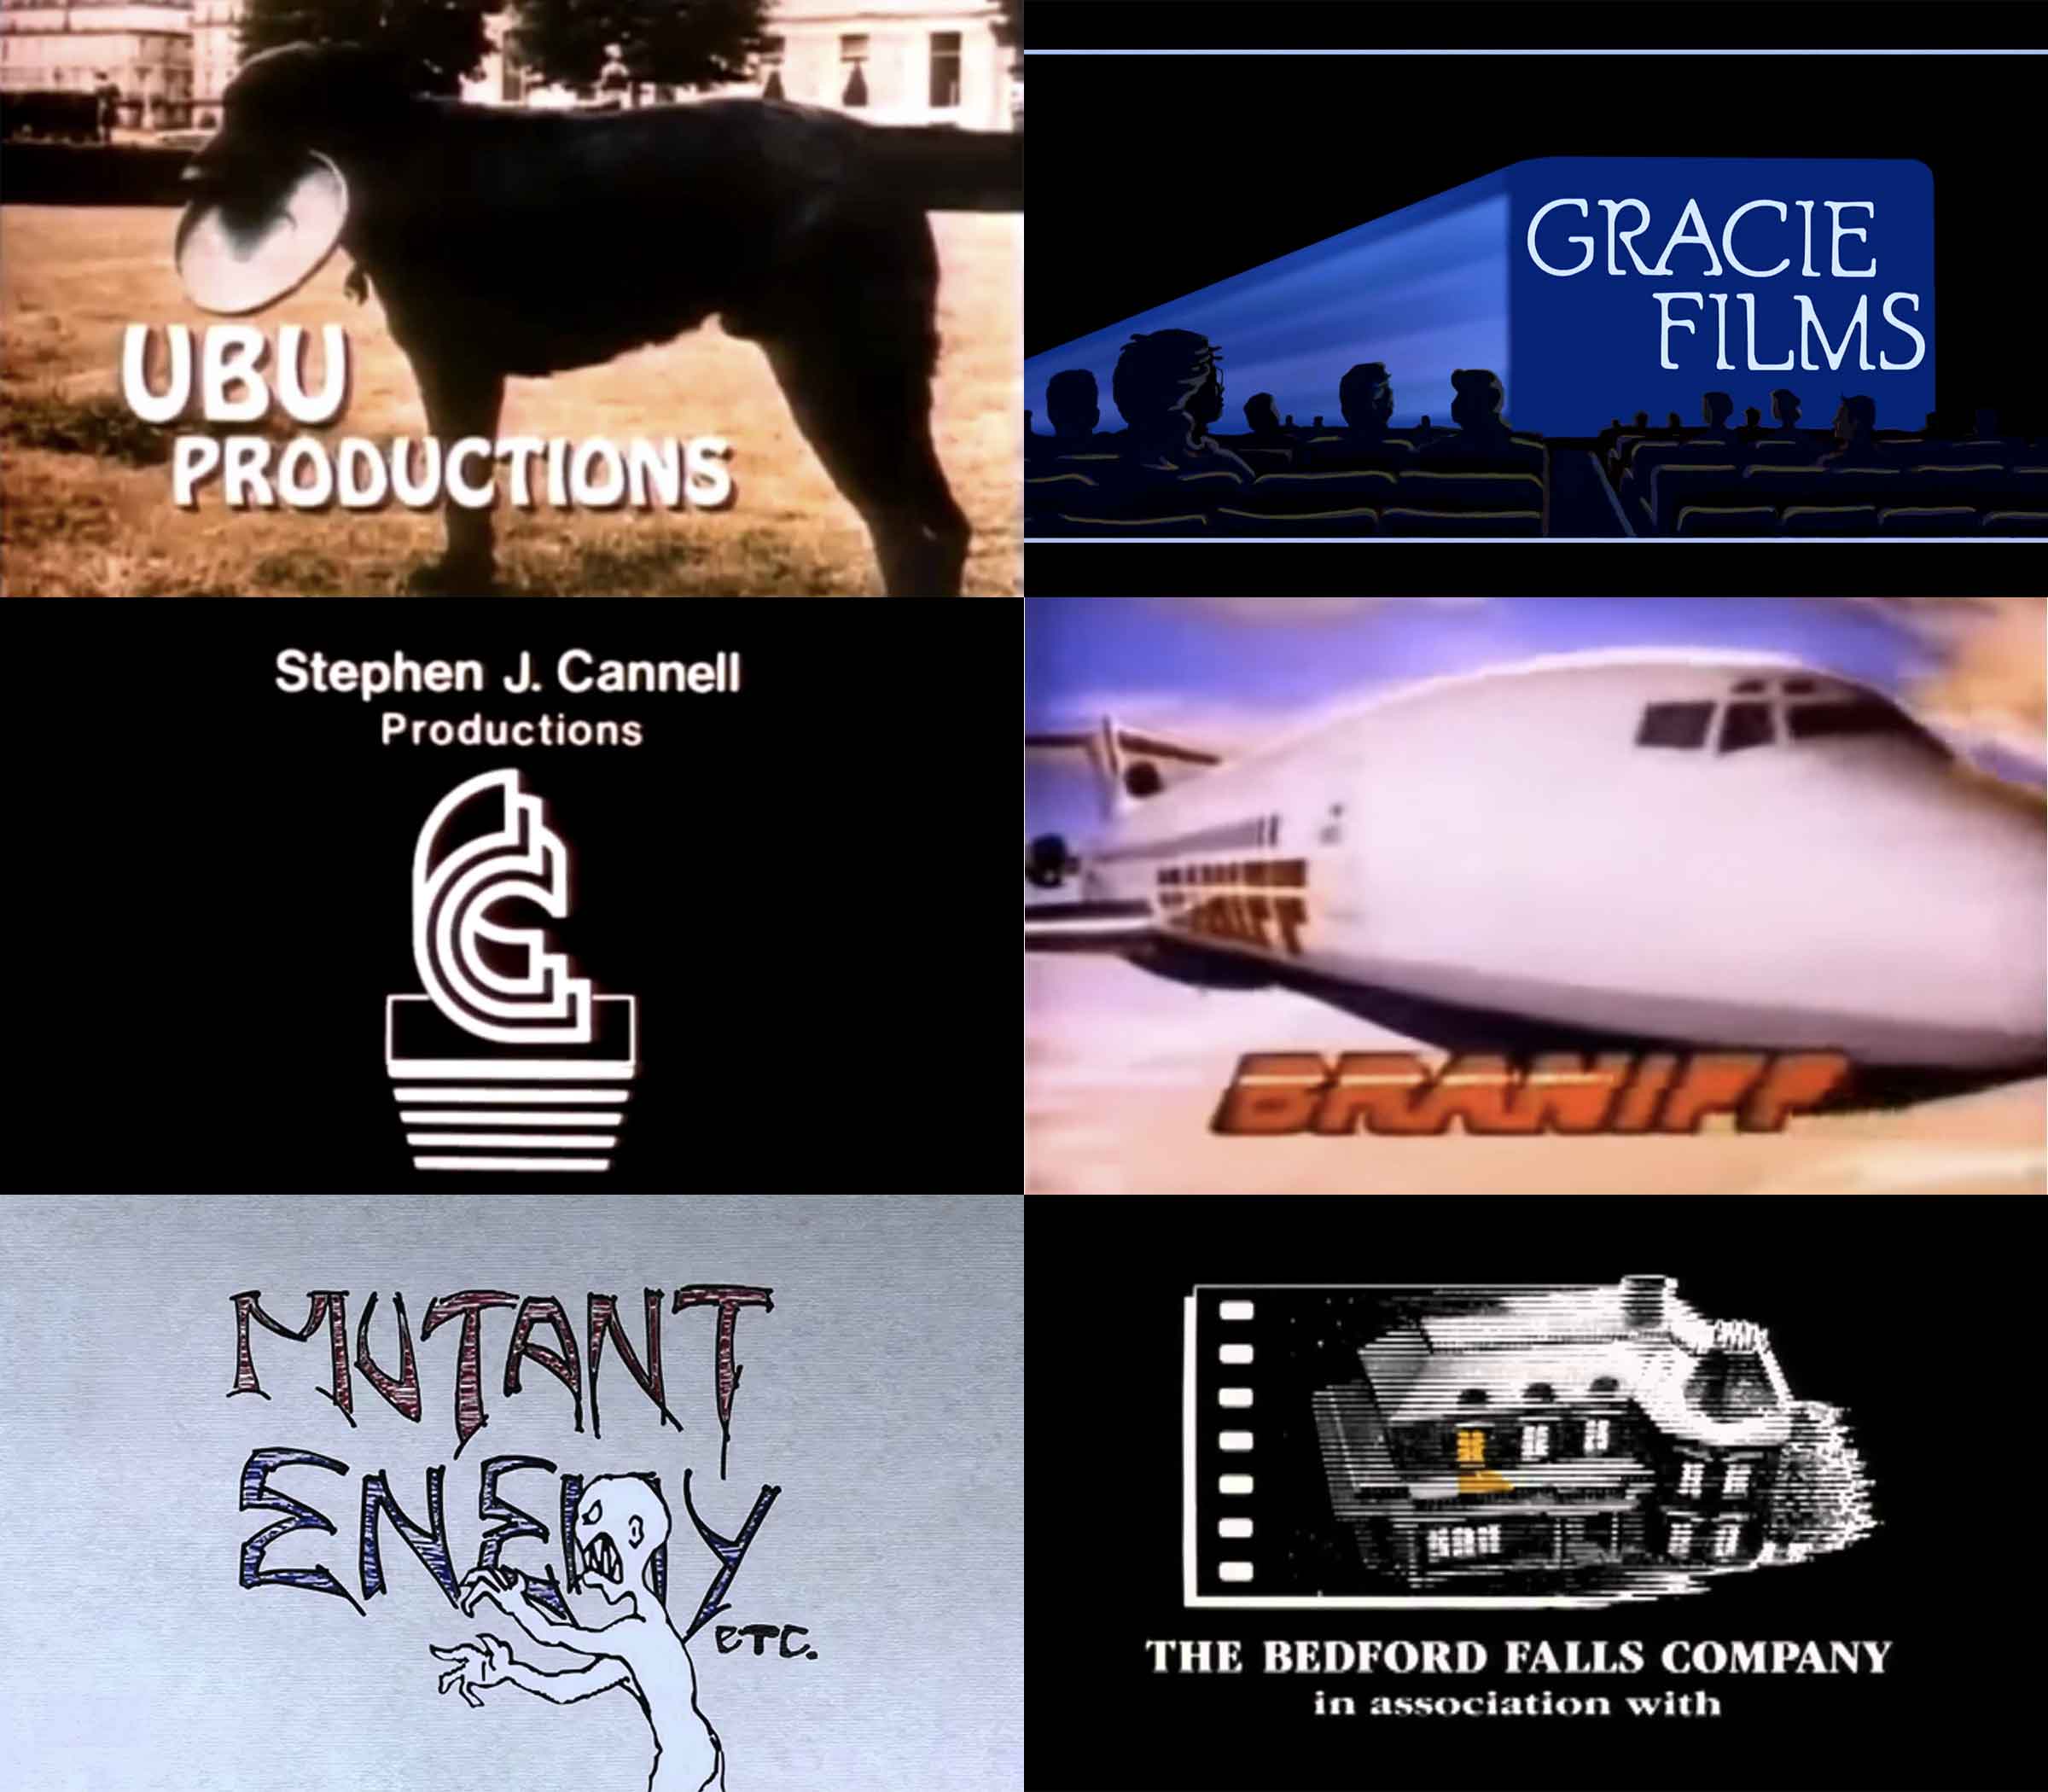 UBU
PRODUCTIONS
GRACIE
FILMS
Stephen J. Cannell
Productions
BRANIFF
MUTANT
ENEMY
ETC.
THE BEDFORD FALLS COMPANY
in association with